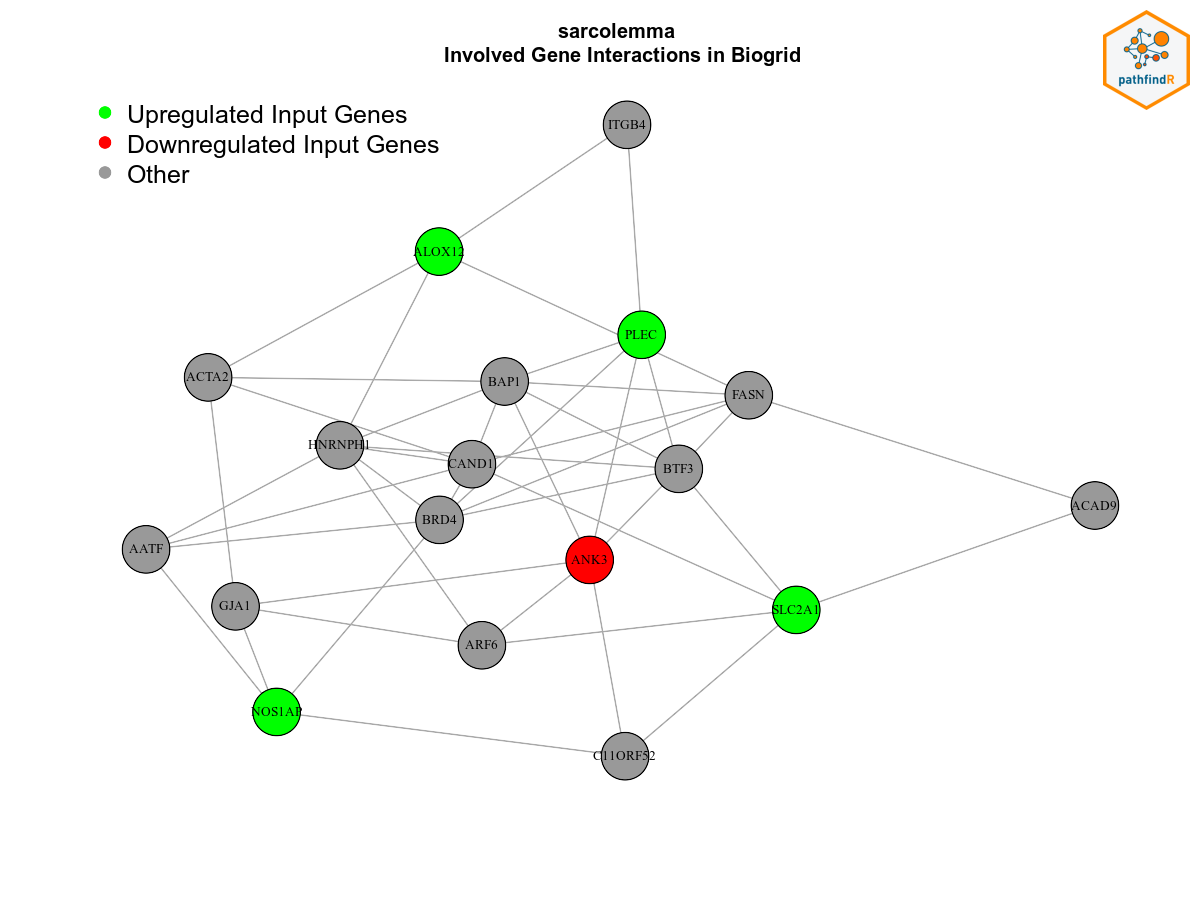 sarcolemma
Involved Gene Interactions in Biogrid
pathfindR
Upregulated Input Genes
Downregulated Input Genes
Other
ITGB4
ALOX12
PLEC
ACTA2
BAP1
FASN
HNRNPH1
CAND1
BTF3
BRD4
ACAD9
AATF
ANK3
GJA1
SLC2A1
ARF6
NOS1AP
C11ORF52